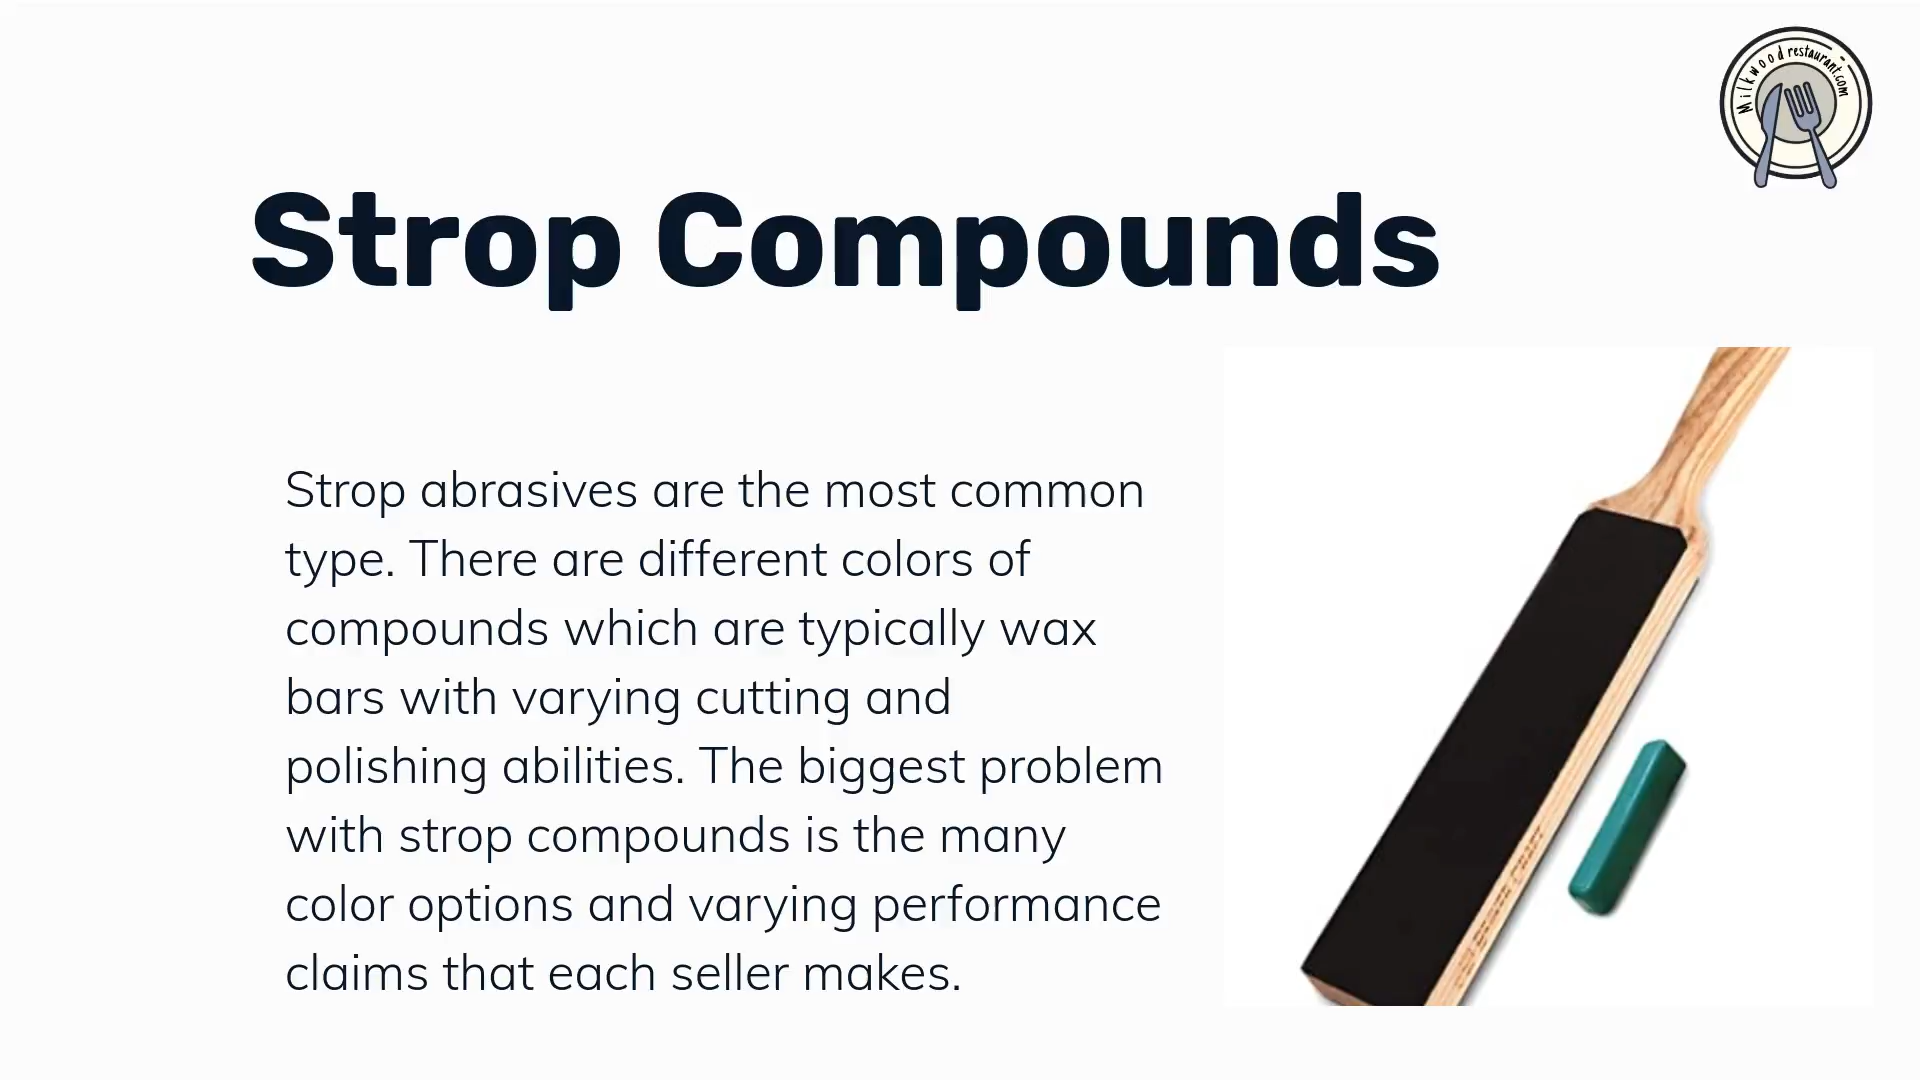 Milkwood restaurant.com
Strop Compounds
Strop abrasives are the most common
type. There are different colors of
compounds which are typically wax
bars with varying cutting and
polishing abilities. The biggest problem
with strop compounds is the many
color options and varying performance
claims that each seller makes.